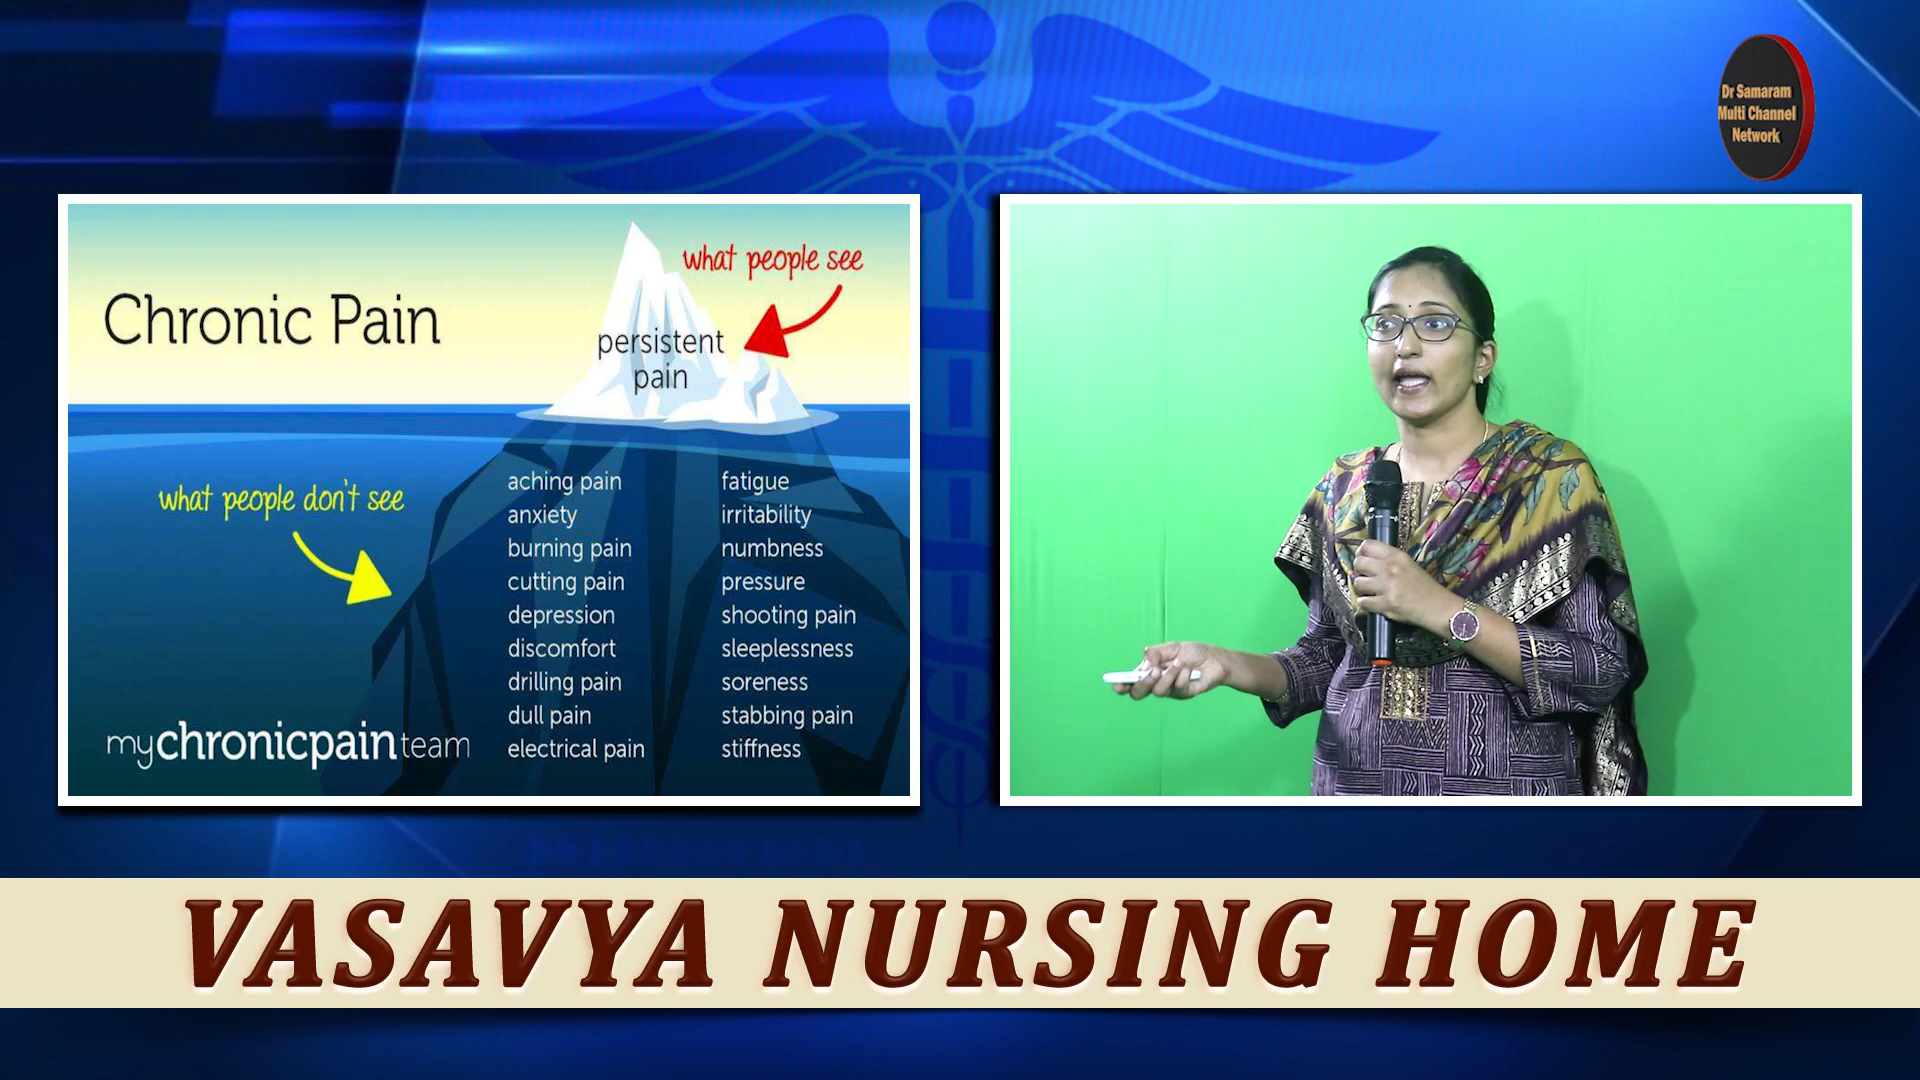 Dr Samaram
Multi Channel
Network
Chronic Pain
what people see
persistent
pain
what people don't see
aching pain
anxiety
burning pain
cutting pain
depression
discomfort
drilling pain
dull pain
electrical pain
fatigue
irritability
numbness
pressure
shooting pain
sleeplessness
soreness
stabbing pain
stiffness
mychronicpainteam
VASAVYA NURSING HOME